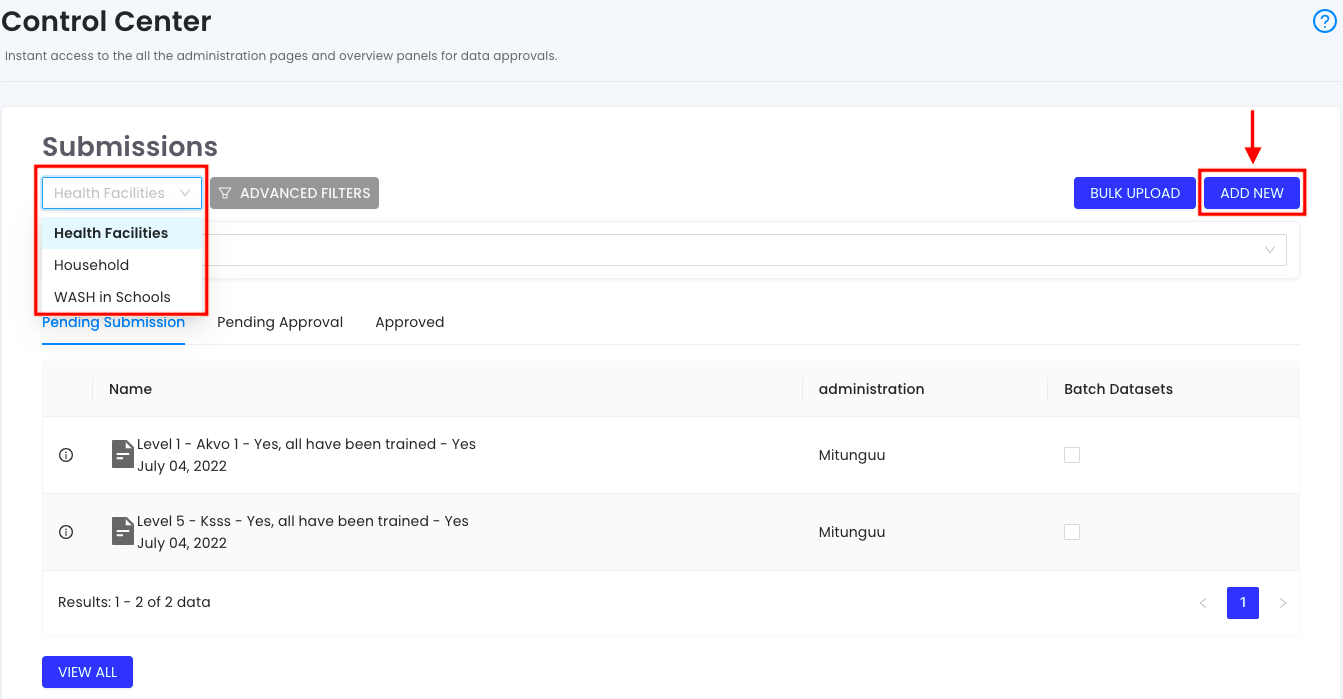 Control Center
Instant access to the all the administration pages and overview panels for data approvals.
Submissions
Health Facilities
ADVANCED FILTERS
BULK UPLOAD
ADD NEW
Health Facilities
Household
WASH in Schools
Pending Submission
Pending Approval
Approved
Name
administration
Batch Datasets
Level 1 - Akvo 1 - Yes, all have been trained - Yes
July 04, 2022
Mitunguu
Level 5 - Ksss - Yes, all have been trained - Yes
July 04, 2022
Mitunguu
Results: 1 - 2 of 2 data
1
VIEW ALL